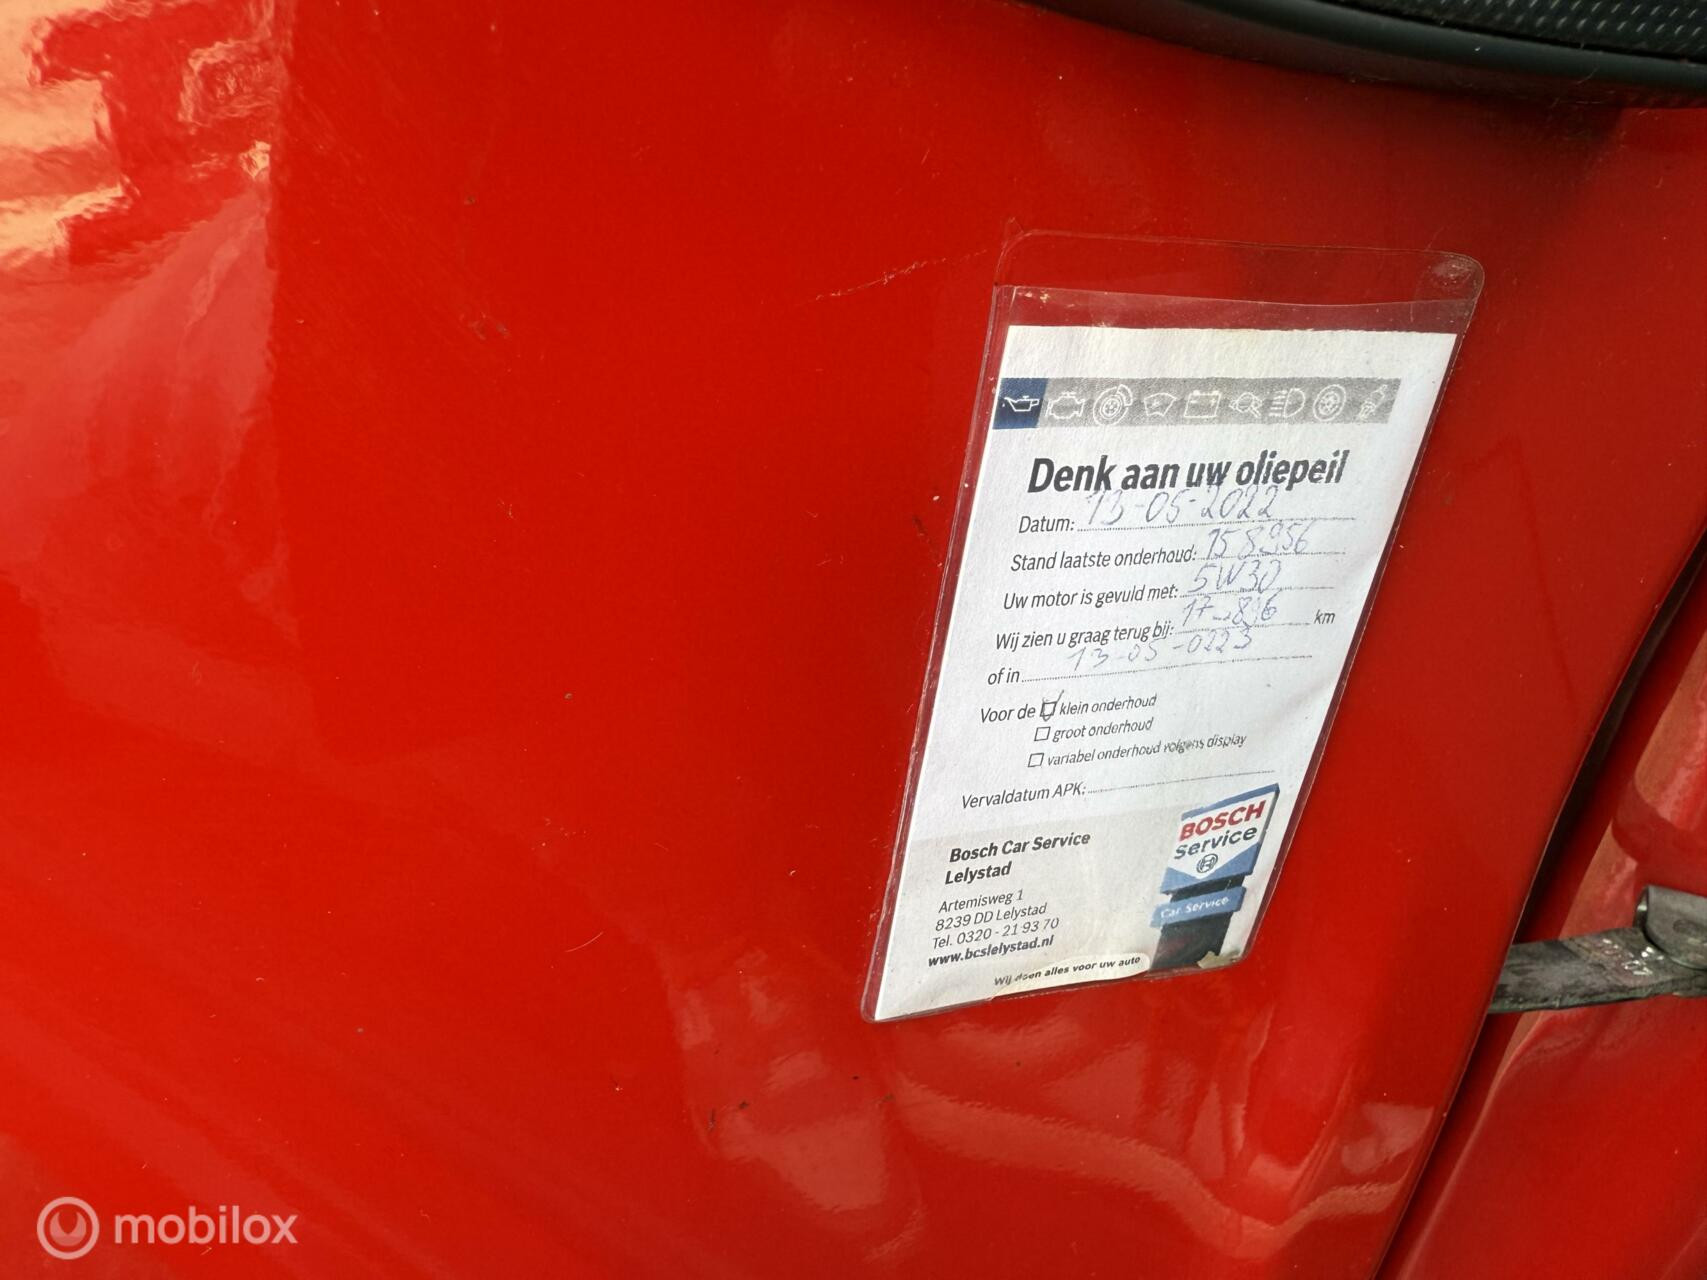 Denk aan uw oliepeil
Datum: 13-05-2022
Stand laatste onderhoud: 158956
Uw motor is gevuld met: 5W30
Wij zien u graag terug bij: km
of in 13-05-0223
Voor de klein onderhoud
groot onderhoud
variabel onderhoud volgens display
Vervaldatum APK:
Bosch Car Service
Lelystad
Artemisweg 1
8239 DD Lelystad
Tel. 0320 - 21 93 70
www.bcslelystad.nl
Wij doen alles voor uw auto
BOSCH
Service
Car Service
mobilox